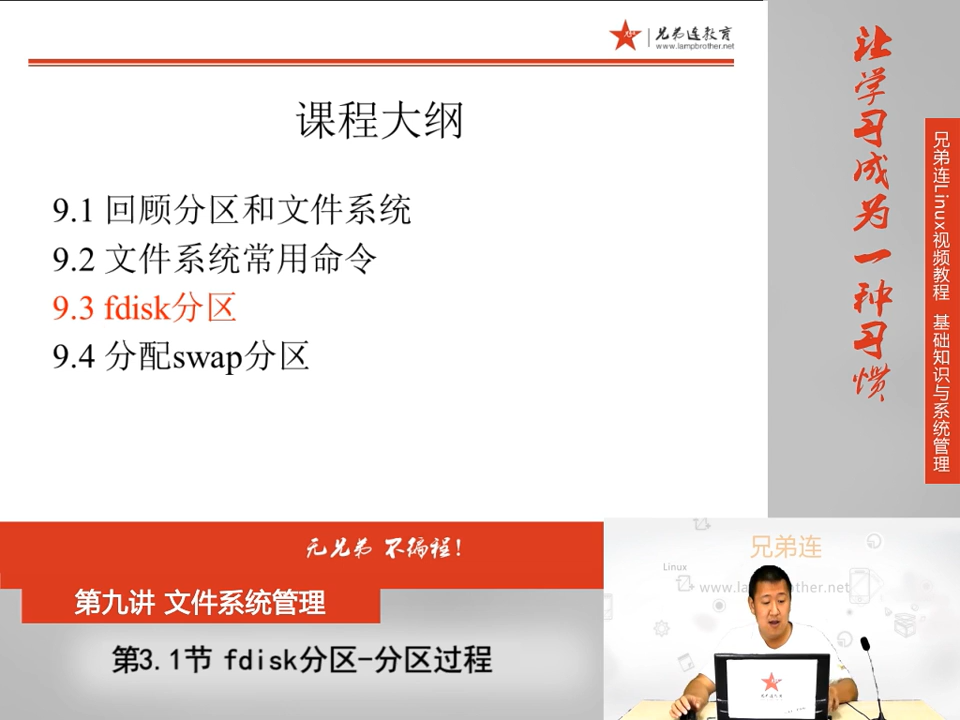 兄弟连教育
www.lampbrother.net
课程大纲
9.1 回顾分区和文件系统
9.2 文件系统常用命令
9.3 fdisk分区
9.4 分配swap分区
让学习成为一种习惯
兄弟连Linux视频教程 基础知识与系统管理
无兄弟 不编程!
第九讲 文件系统管理
第3.1节 fdisk分区-分区过程
兄弟连
Linux